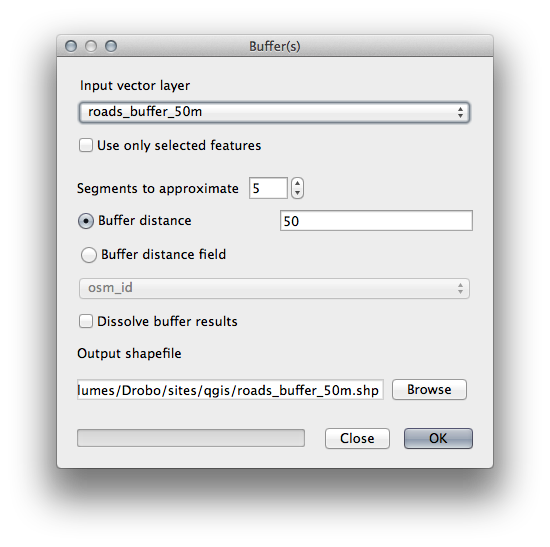 Buffer(s)
Input vector layer
roads_buffer_50m
Use only selected features
Segments to approximate 5
Buffer distance 50
Buffer distance field
osm_id
Dissolve buffer results
Output shapefile
lumes/Drobo/sites/qgis/roads_buffer_50m.shp Browse
Close OK